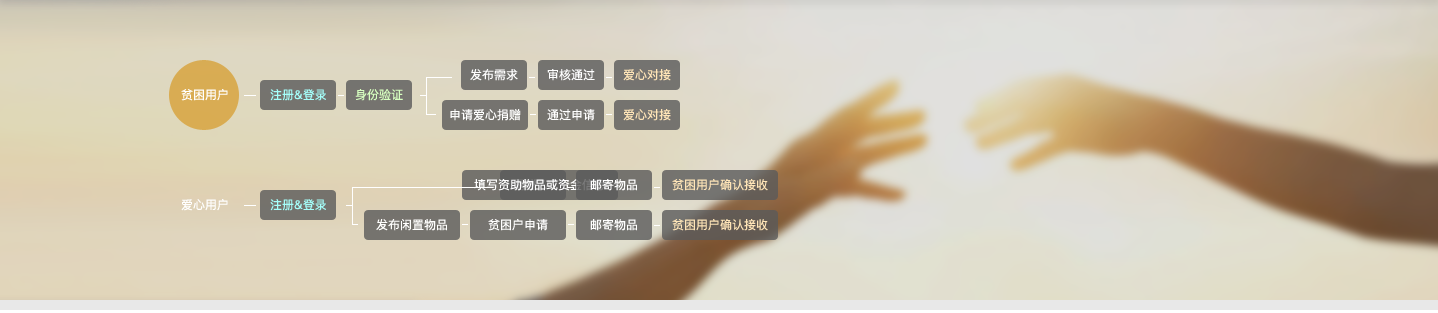 贫困用户 注册&登录 身份验证
发布需求 审核通过 爱心对接
申请爱心捐赠 通过申请 爱心对接
爱心用户 注册&登录
填写资助物品或资金 邮寄物品 贫困用户确认接收
发布闲置物品 贫困户申请 邮寄物品 贫困用户确认接收